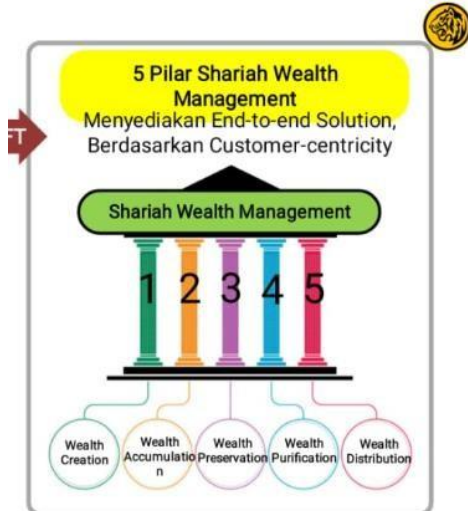 5 Pilar Shariah Wealth
Management
Menyediakan End-to-end Solution,
Berdasarkan Customer-centricity
FT
Shariah Wealth Management
1 2 3 4 5
Wealth
Creation
Wealth
Accumulatio
n
Wealth
Preservation
Wealth
Purification
Wealth
Distribution